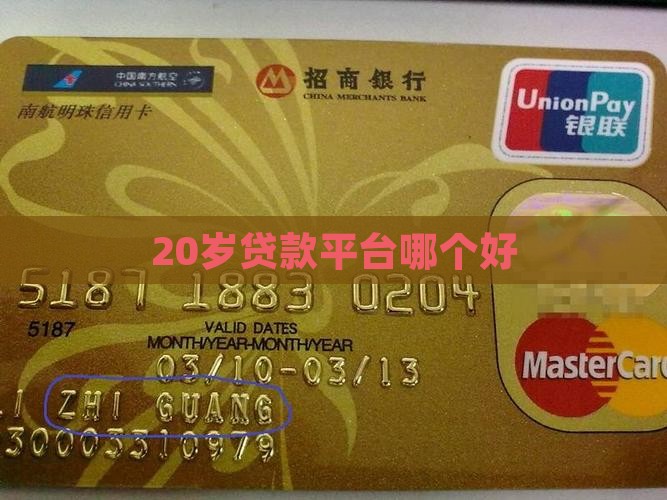 中国南方航空
CHINA SOUTHERN
招商银行
CHINA MERCHANTS BANK
UnionPay
银联
南航明珠信用卡
20岁贷款平台哪个好
5187 1883 0204
5187
VALID DATES
MONTH/YEAR-MONTH/YEAR
03/10-03/13
MasterCard
ZHI GUANG
30003310979